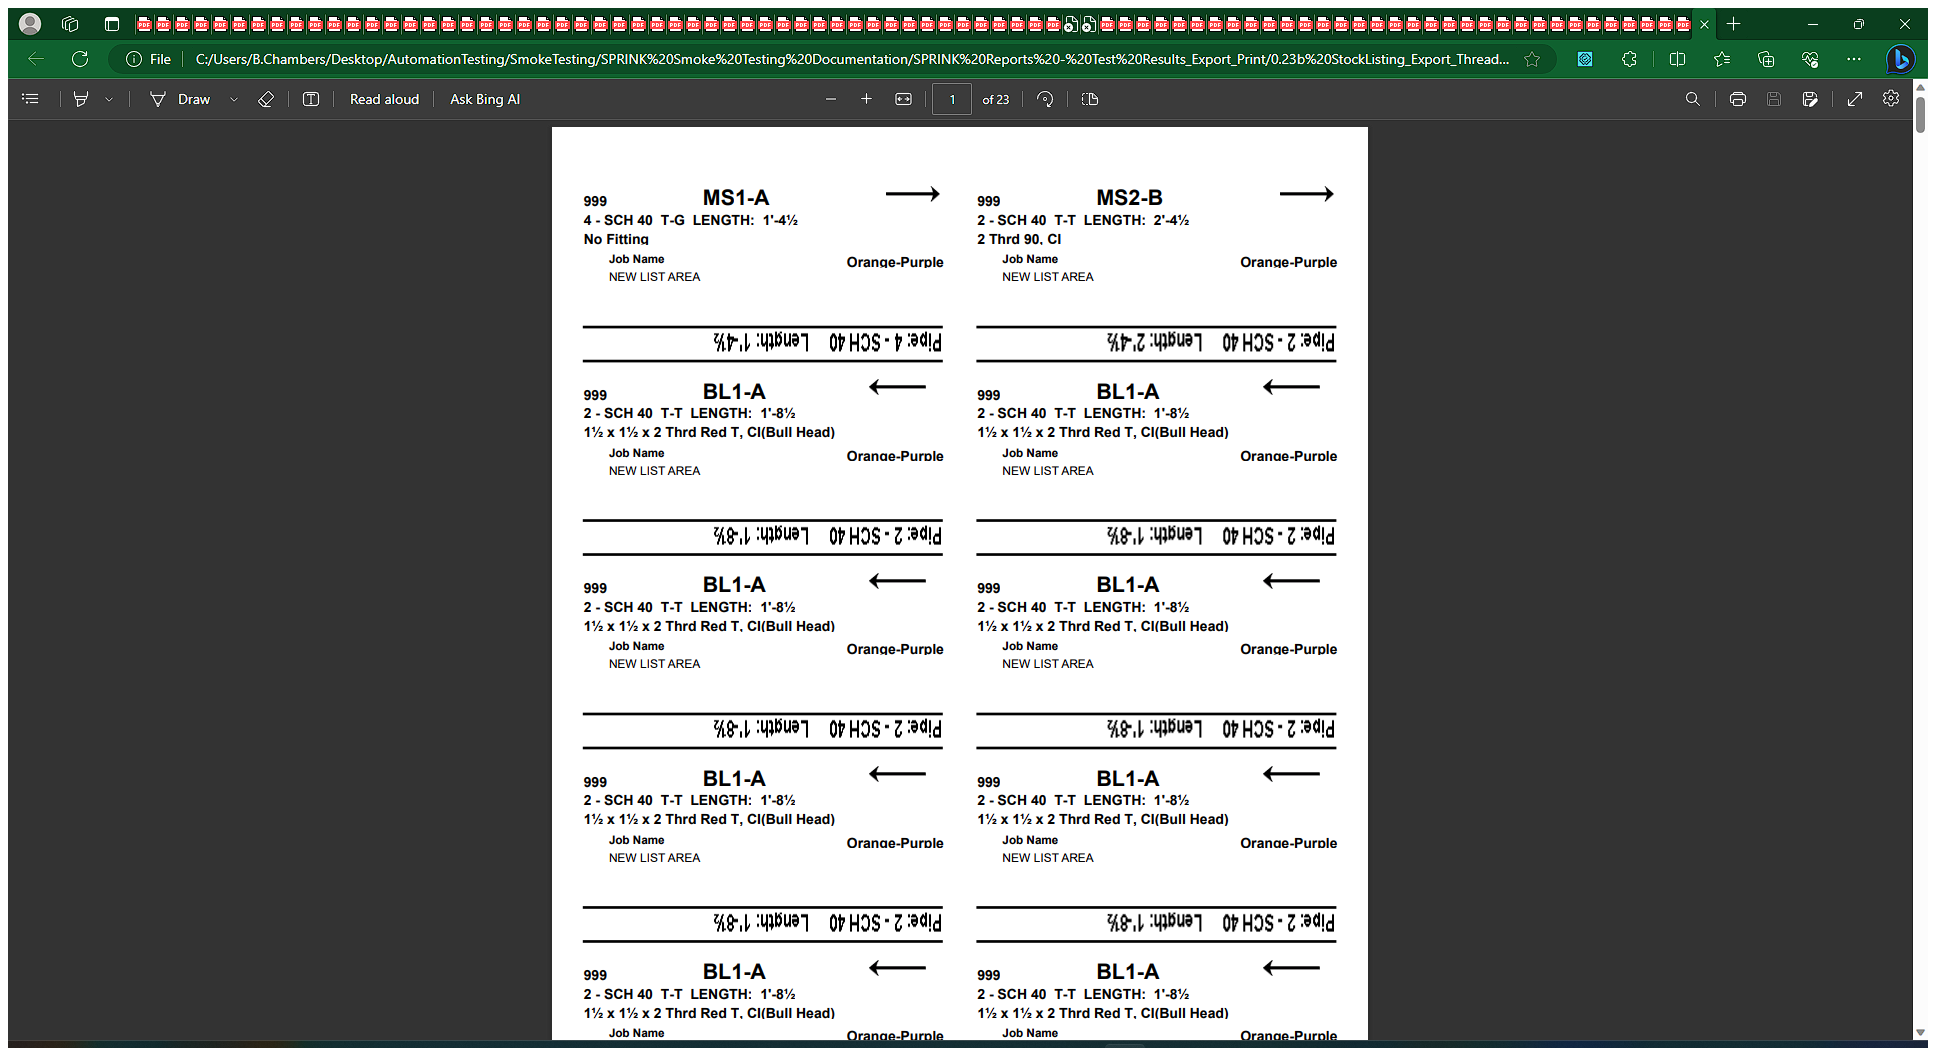 File
C:/Users/B.Chambers/Desktop/AutomationTesting/SmokeTesting/SPRINK%20Smoke%20Testing%20Documentation/SPRINK%20Reports%20-%20Test%20Results_Export_Print/0.23b%20StockListing_Export_Thread...
Draw
Read aloud
Ask Bing AI
1 of 23
999 MS1-A
4 - SCH 40 T-G LENGTH: 1'-4½
No Fitting
Job Name
Orange-Purple
NEW LIST AREA
Pipe: 4 - SCH 40 Length: 1'-4½
999 MS2-B
2 - SCH 40 T-T LENGTH: 2'-4½
2 Thrd 90, CI
Job Name
Orange-Purple
NEW LIST AREA
Pipe: 2 - SCH 40 Length: 2'-4½
999 BL1-A
2 - SCH 40 T-T LENGTH: 1'-8½
1½ x 1½ x 2 Thrd Red T, CI(Bull Head)
Job Name
Orange-Purple
NEW LIST AREA
Pipe: 2 - SCH 40 Length: 1'-8½
999 BL1-A
2 - SCH 40 T-T LENGTH: 1'-8½
1½ x 1½ x 2 Thrd Red T, CI(Bull Head)
Job Name
Orange-Purple
NEW LIST AREA
Pipe: 2 - SCH 40 Length: 1'-8½
999 BL1-A
2 - SCH 40 T-T LENGTH: 1'-8½
1½ x 1½ x 2 Thrd Red T, CI(Bull Head)
Job Name
Orange-Purple
NEW LIST AREA
Pipe: 2 - SCH 40 Length: 1'-8½
999 BL1-A
2 - SCH 40 T-T LENGTH: 1'-8½
1½ x 1½ x 2 Thrd Red T, CI(Bull Head)
Job Name
Orange-Purple
NEW LIST AREA
Pipe: 2 - SCH 40 Length: 1'-8½
999 BL1-A
2 - SCH 40 T-T LENGTH: 1'-8½
1½ x 1½ x 2 Thrd Red T, CI(Bull Head)
Job Name
Orange-Purple
NEW LIST AREA
Pipe: 2 - SCH 40 Length: 1'-8½
999 BL1-A
2 - SCH 40 T-T LENGTH: 1'-8½
1½ x 1½ x 2 Thrd Red T, CI(Bull Head)
Job Name
Orange-Purple
NEW LIST AREA
Pipe: 2 - SCH 40 Length: 1'-8½
999 BL1-A
2 - SCH 40 T-T LENGTH: 1'-8½
1½ x 1½ x 2 Thrd Red T, CI(Bull Head)
Job Name
Orange-Purple
999 BL1-A
2 - SCH 40 T-T LENGTH: 1'-8½
1½ x 1½ x 2 Thrd Red T, CI(Bull Head)
Job Name
Orange-Purple